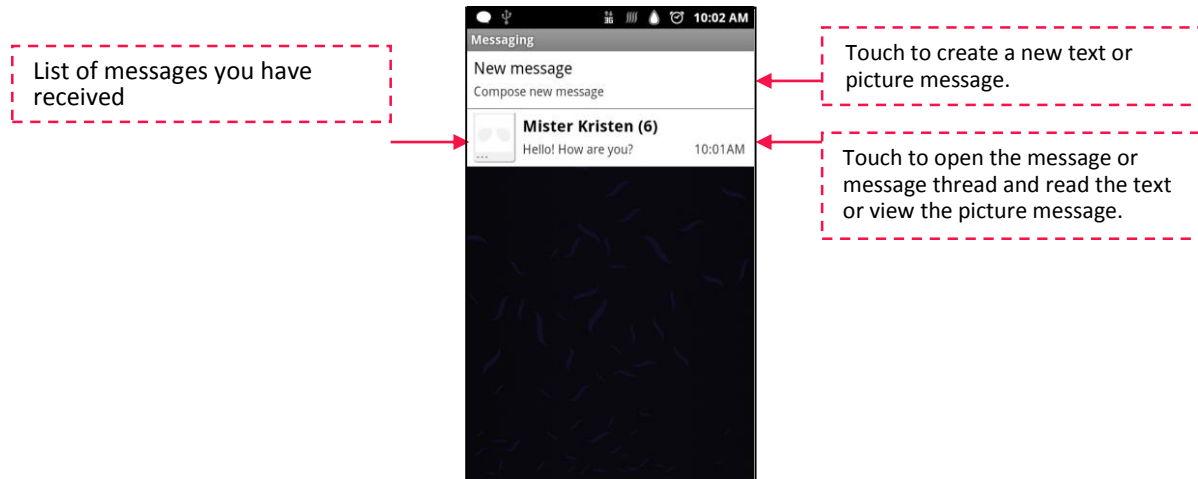 3G 10:02 AM
Messaging
List of messages you have
received
New message
Compose new message
Touch to create a new text or
picture message.
Mister Kristen (6)
Hello! How are you? 10:01AM
...
Touch to open the message or
message thread and read the text
or view the picture message.